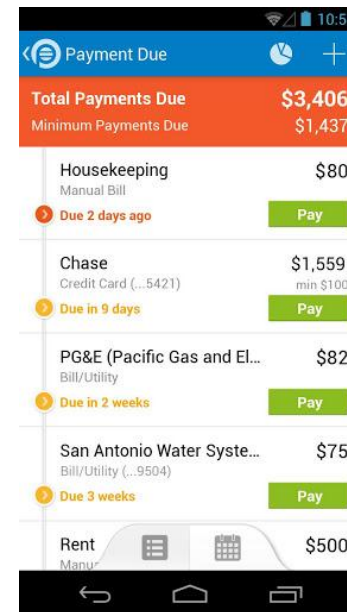 10:5
Payment Due
Total Payments Due $3,406
Minimum Payments Due $1,437
Housekeeping $80
Manual Bill
Due 2 days ago Pay
Chase $1,559
Credit Card (...5421) min $100
Due in 9 days Pay
PG&E (Pacific Gas and El... $82
Bill/Utility
Due in 2 weeks Pay
San Antonio Water Syste... $75
Bill/Utility (...9504)
Due 3 weeks Pay
Rent $500